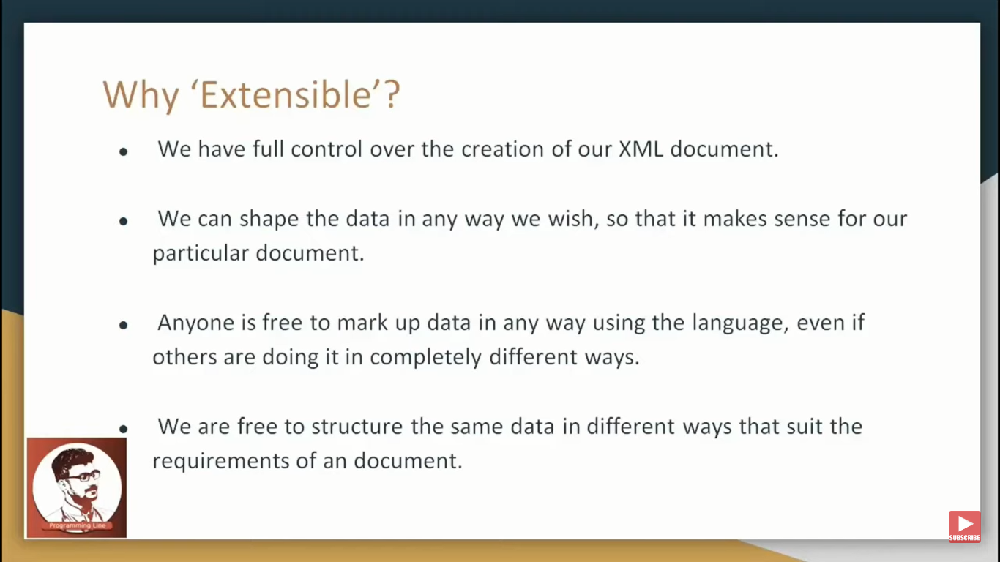 Why ‘Extensible’?
● We have full control over the creation of our XML document.
● We can shape the data in any way we wish, so that it makes sense for our
particular document.
● Anyone is free to mark up data in any way using the language, even if
others are doing it in completely different ways.
● We are free to structure the same data in different ways that suit the
requirements of an document.
Programming Line
SUBSCRIBE